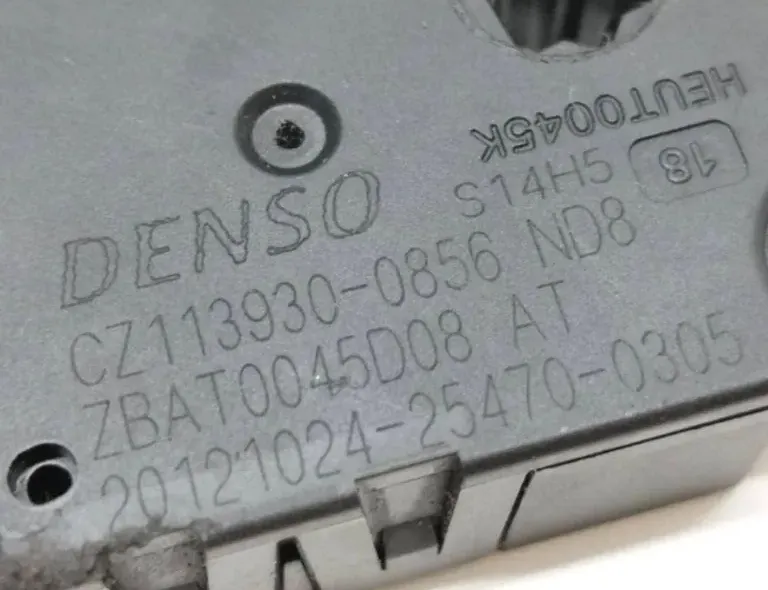 HEUT0045K
18
DENSO S14H5
CZ113930-0856 ND8
ZBAT0045D08 AT
20121024-25470-0305